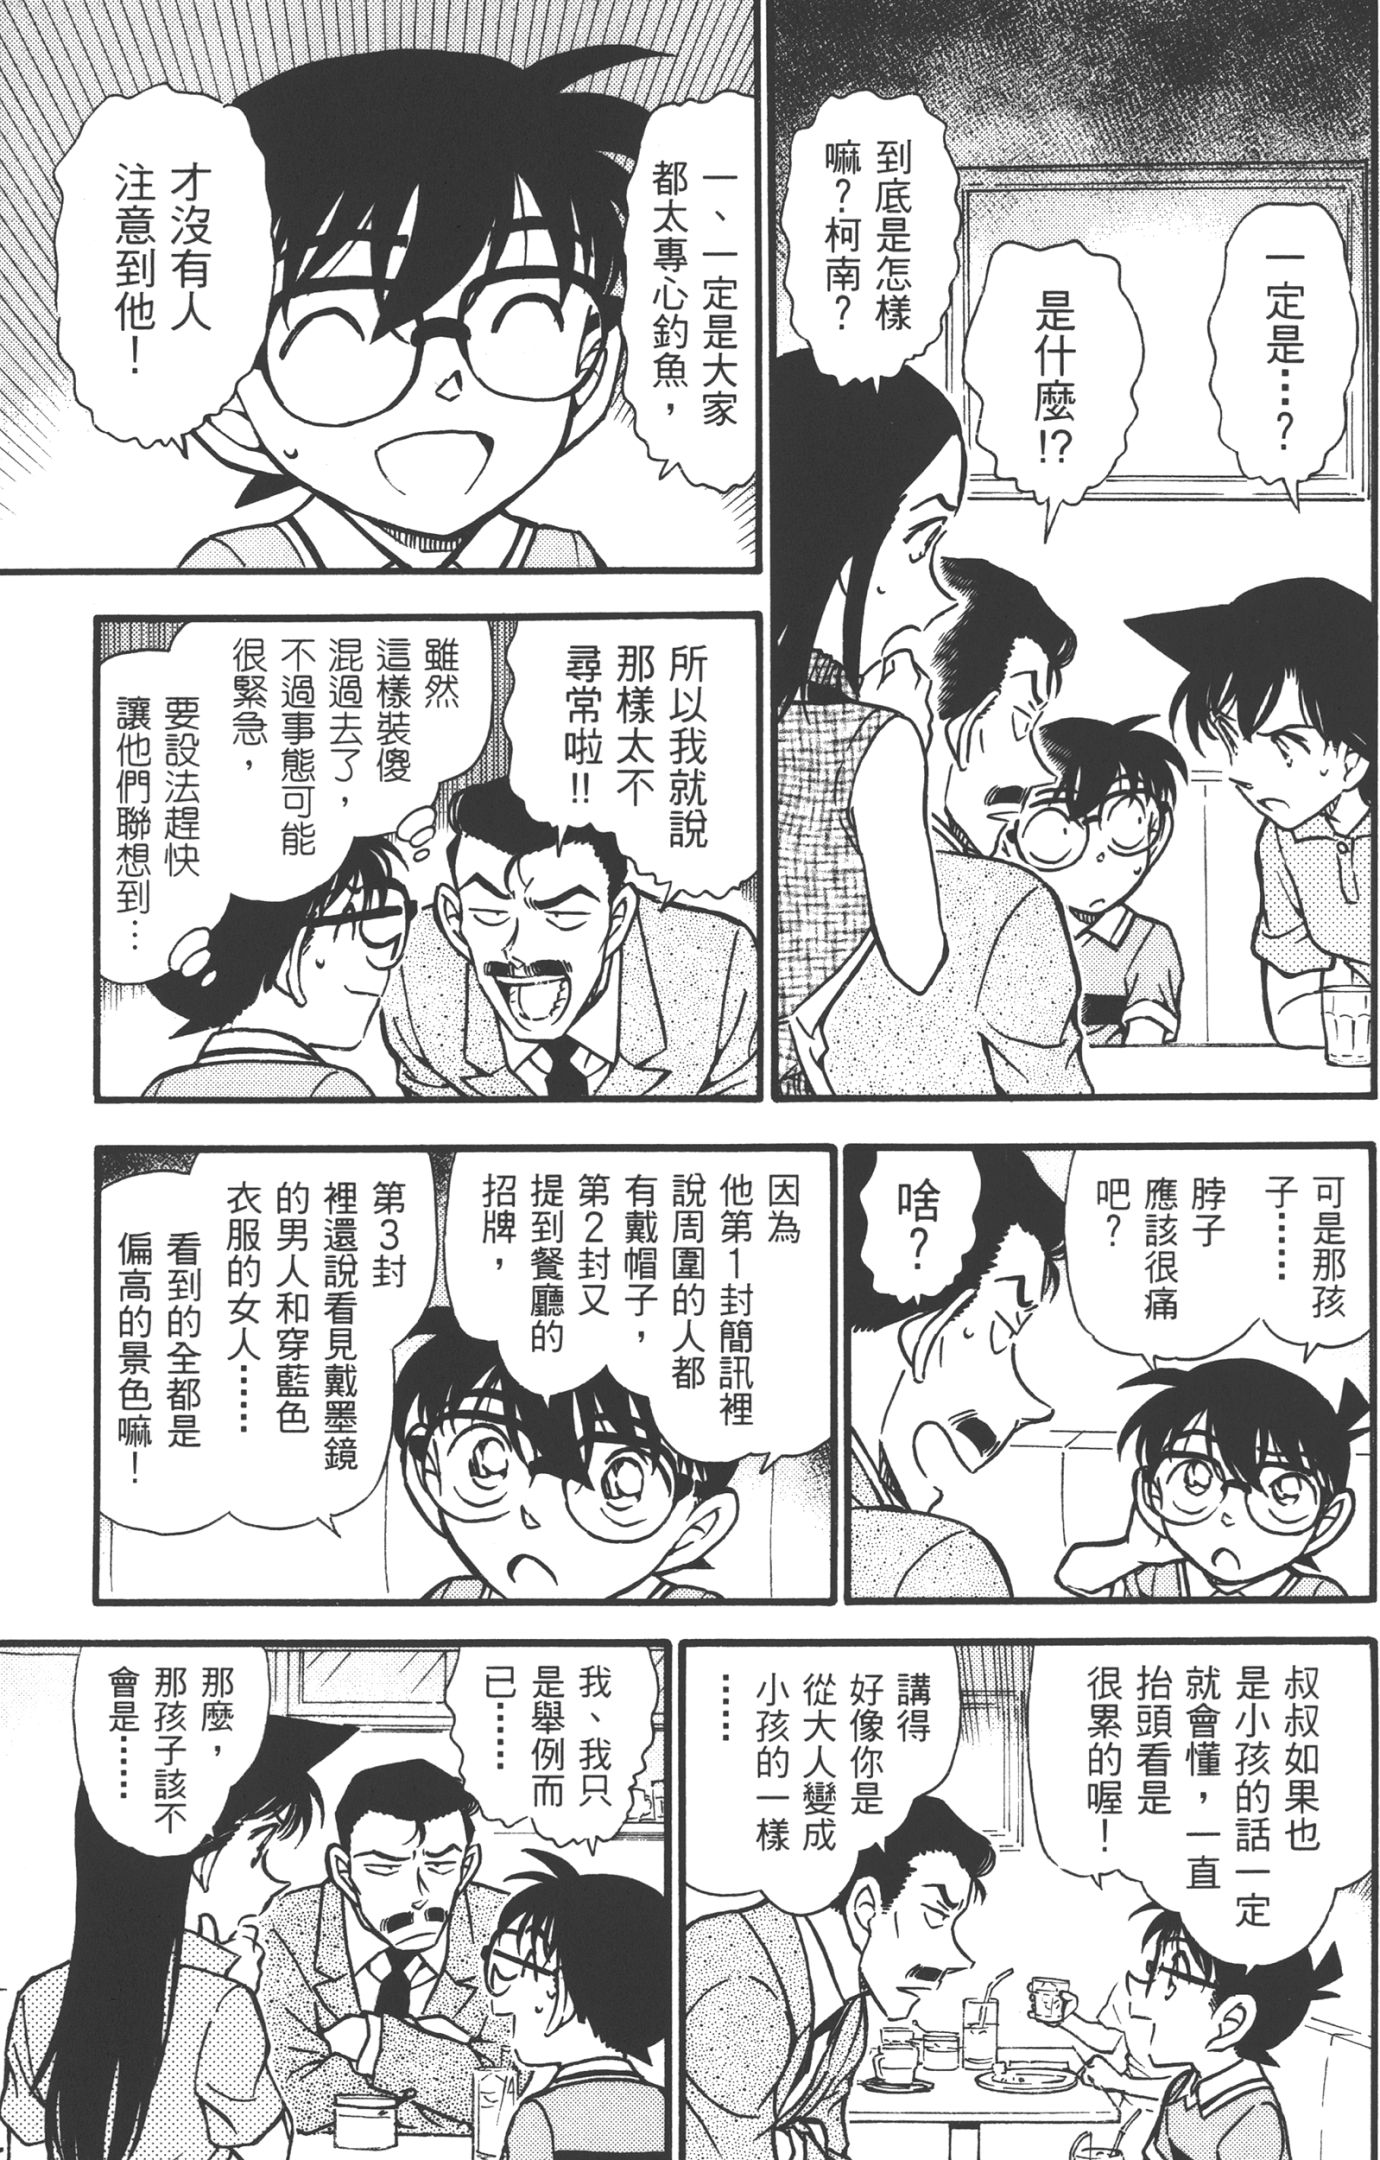 一定是……?
是什麼!?
到底是怎樣
嘛?柯南?
一、一定是大家
都太專心釣魚，
才沒有人
注意到他！
所以我就說
那樣太不
尋常啦!!
雖然
這樣裝傻
混過去了，
不過事態可能
很緊急，
要設法趕快
讓他們聯想到…
可是那孩
子……
脖子
應該很痛
吧?
啥?
因為
他第1封簡訊裡
說周圍的人都
有戴帽子，
第2封又
提到餐廳的
招牌，
第3封
裡還說看見戴墨鏡
的男人和穿藍色
衣服的女人……
看到的全都是
偏高的景色嘛！
叔叔如果也
是小孩的話一定
就會懂，一直
抬頭看是
很累的喔！
講得
好像你是
從大人變成
小孩的一樣
……
我、我只
是舉例而
已……
那麼，
那孩子該不
會是……